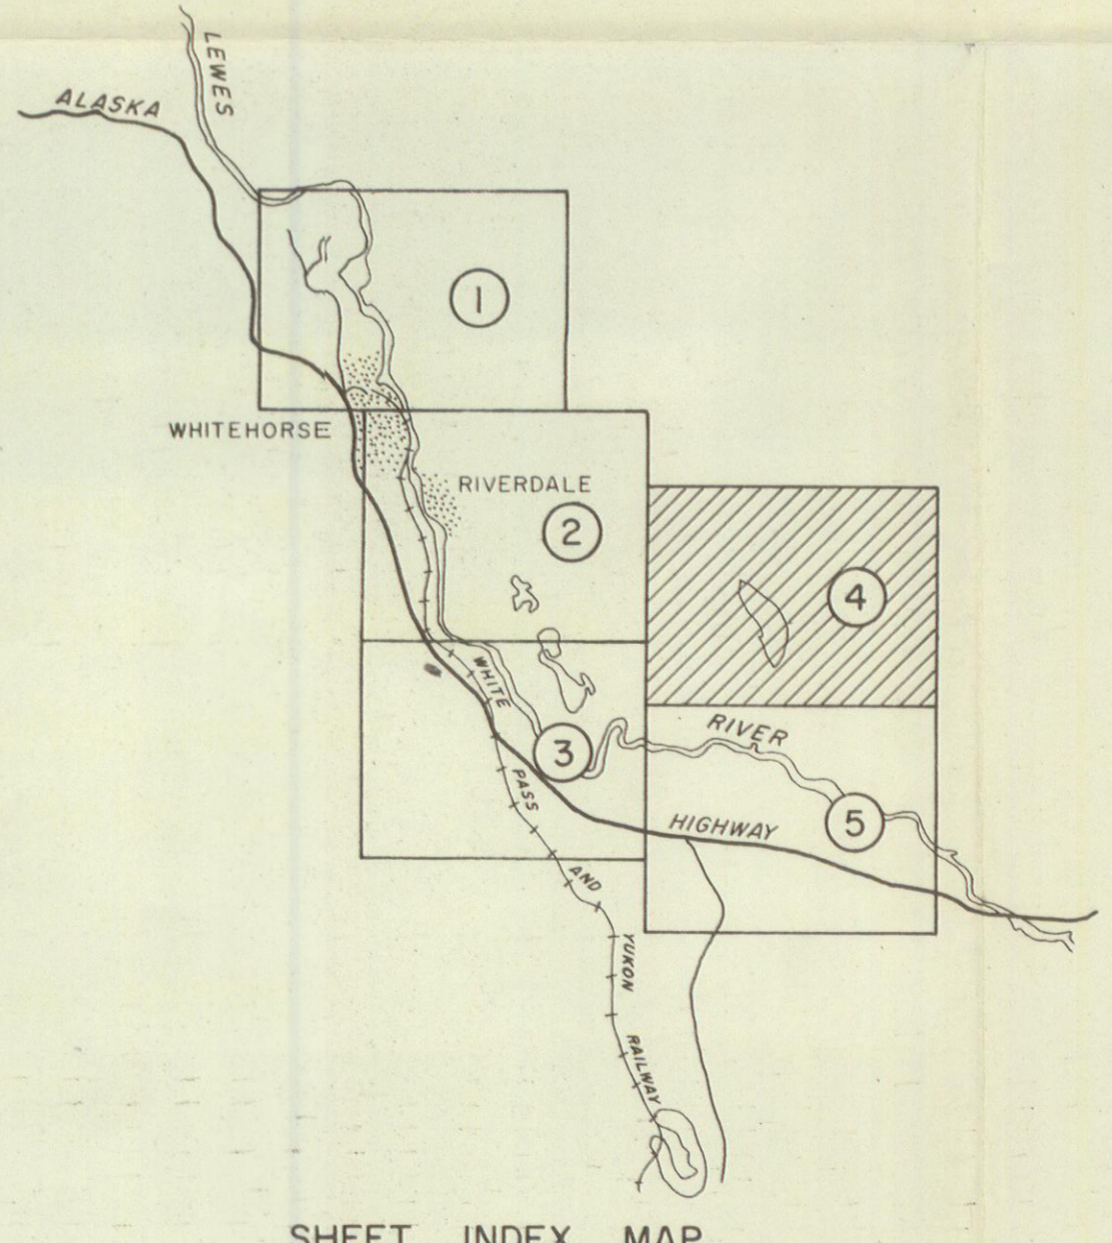 LEWES
ALASKA
1
WHITEHORSE
RIVERDALE
2
4
WHITE
RIVER
3
PASS
HIGHWAY
5
AND
YUKON
RAILWAY
SHEET INDEX MAP